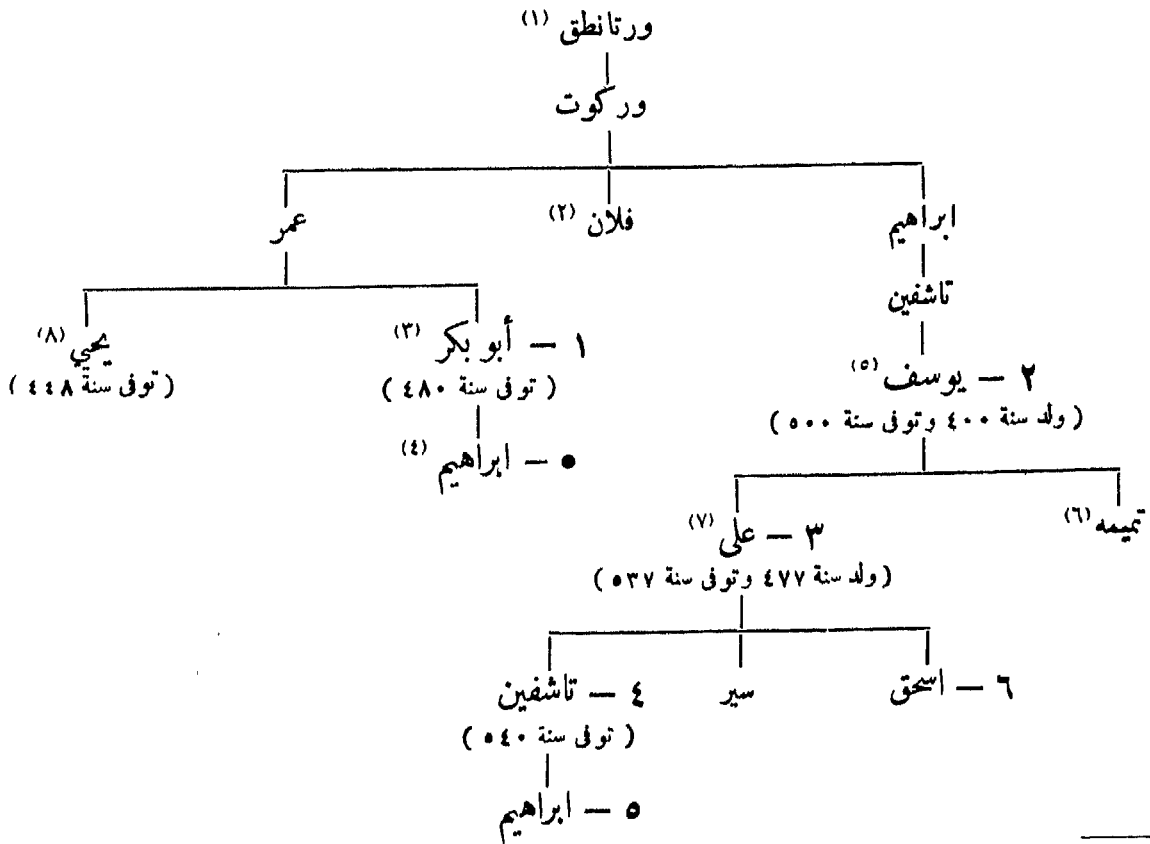 ورتانطق (١)
وركوت
ابراهيم
فلان (٢)
عمر
تاشفين
١ — أبو بكر (٣)
يحيي (٨)
٢ — يوسف (٥)
( توفى سنة ٤٨٠ )
( توفى سنة ٤٤٨ )
( ولد سنة ٤٠٠ وتوفى سنة ٥٠٠ )
● — ابراهيم (٤)
تميمه (٦)
٣ — على (٧)
( ولد سنة ٤٧٧ وتوفى سنة ٥٣٧ )
٦ — اسحق
سير
٤ — تاشفين
( توفى سنة ٥٤٠ )
٥ — ابراهيم